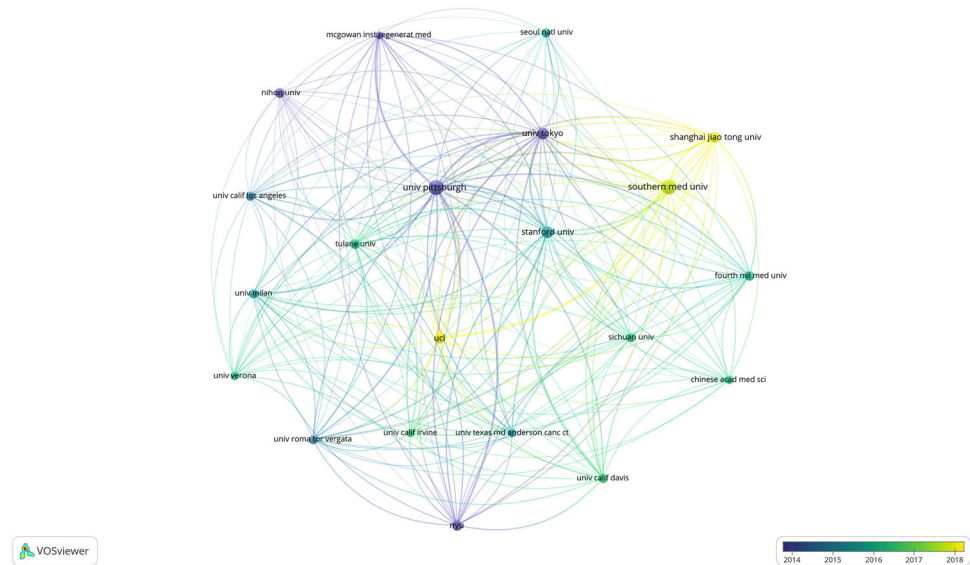 mcgowan inst regenerat med
seoul natl univ
nihon univ
univ tokyo
shanghai jiao tong univ
univ pittsburgh
southern med univ
univ calif los angeles
stanford univ
tulane univ
fourth mil med univ
univ milan
ucl
sichuan univ
univ verona
chinese acad med sci
univ roma tor vergata
univ calif irvine
univ texas md anderson canc ct
univ calif davis
nyu
VOSviewer
2014 2015 2016 2017 2018